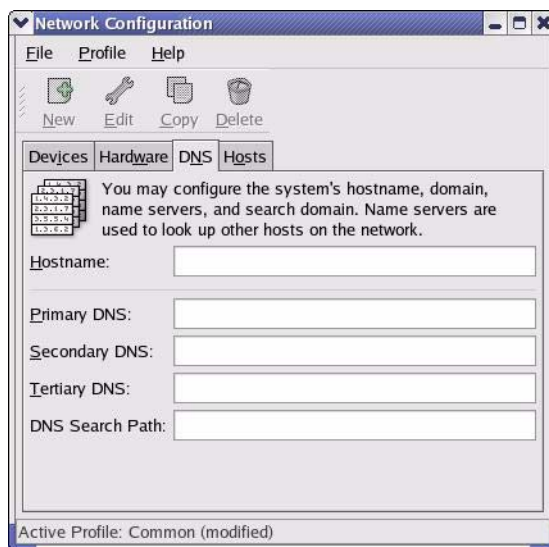 Network Configuration
File Profile Help
New Edit Copy Delete
Devices Hardware DNS Hosts
You may configure the system's hostname, domain,
name servers, and search domain. Name servers are
used to look up other hosts on the network.
Hostname:
Primary DNS:
Secondary DNS:
Tertiary DNS:
DNS Search Path:
Active Profile: Common (modified)